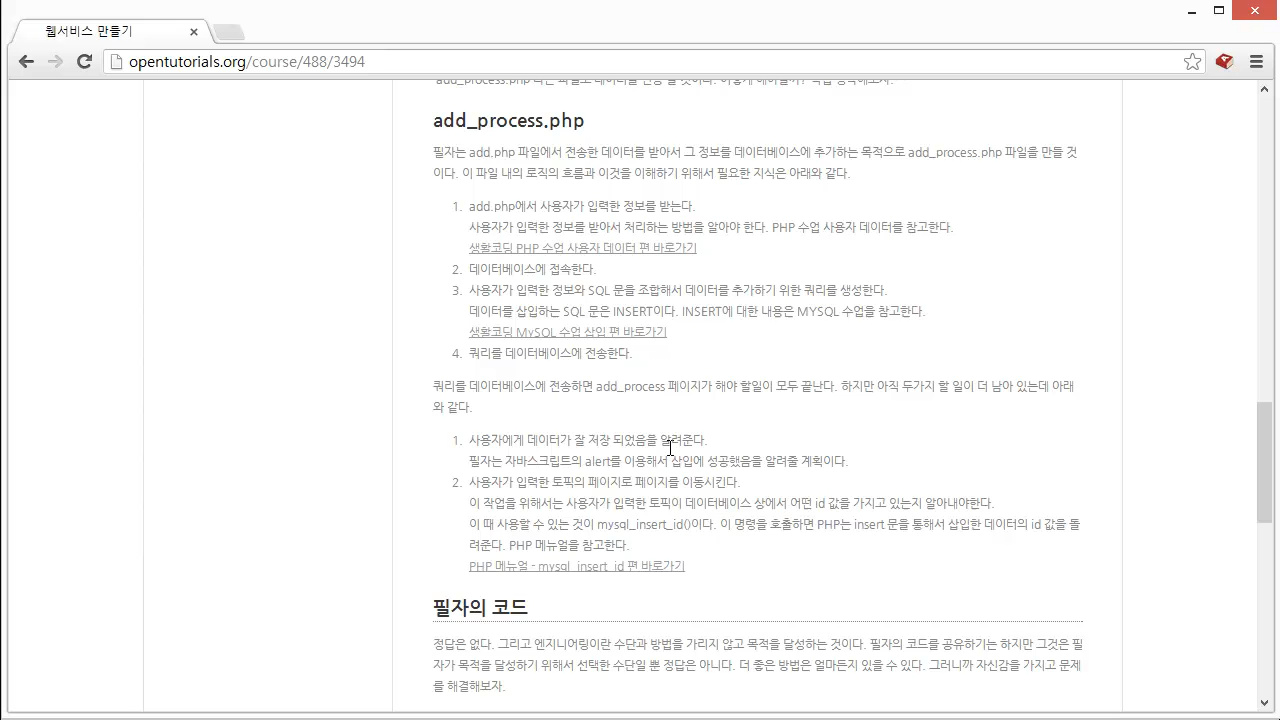 웹서비스 만들기
opentutorials.org/course/488/3494
add_process.php
필자는 add.php 파일에서 전송한 데이터를 받아서 그 정보를 데이터베이스에 추가하는 목적으로 add_process.php 파일을 만들 것
이다. 이 파일 내의 로직의 흐름과 이것을 이해하기 위해서 필요한 지식은 아래와 같다.
1. add.php에서 사용자가 입력한 정보를 받는다.
사용자가 입력한 정보를 받아서 처리하는 방법을 알아야 한다. PHP 수업 사용자 데이터를 참고한다.
생활코딩 PHP 수업 사용자 데이터 편 바로가기
2. 데이터베이스에 접속한다.
3. 사용자가 입력한 정보와 SQL 문을 조합해서 데이터를 추가하기 위한 쿼리를 생성한다.
데이터를 삽입하는 SQL 문은 INSERT이다. INSERT에 대한 내용은 MYSQL 수업을 참고한다.
생활코딩 MySQL 수업 삽입 편 바로가기
4. 쿼리를 데이터베이스에 전송한다.
쿼리를 데이터베이스에 전송하면 add_process 페이지가 해야 할일이 모두 끝난다. 하지만 아직 두가지 할 일이 더 남아 있는데 아래
와 같다.
1. 사용자에게 데이터가 잘 저장 되었음을 알려준다.
필자는 자바스크립트의 alert를 이용해서 삽입에 성공했음을 알려줄 계획이다.
2. 사용자가 입력한 토픽의 페이지로 페이지를 이동시킨다.
이 작업을 위해서는 사용자가 입력한 토픽이 데이터베이스 상에서 어떤 id 값을 가지고 있는지 알아내야한다.
이 때 사용할 수 있는 것이 mysql_insert_id()이다. 이 명령을 호출하면 PHP는 insert 문을 통해서 삽입한 데이터의 id 값을 돌
려준다. PHP 메뉴얼을 참고한다.
PHP 메뉴얼 - mysql_insert_id 편 바로가기
필자의 코드
정답은 없다. 그리고 엔지니어링이란 수단과 방법을 가리지 않고 목적을 달성하는 것이다. 필자의 코드를 공유하기는 하지만 그것은 필
자가 목적을 달성하기 위해서 선택한 수단일 뿐 정답은 아니다. 더 좋은 방법은 얼마든지 있을 수 있다. 그러니까 자신감을 가지고 문제
를 해결해보자.